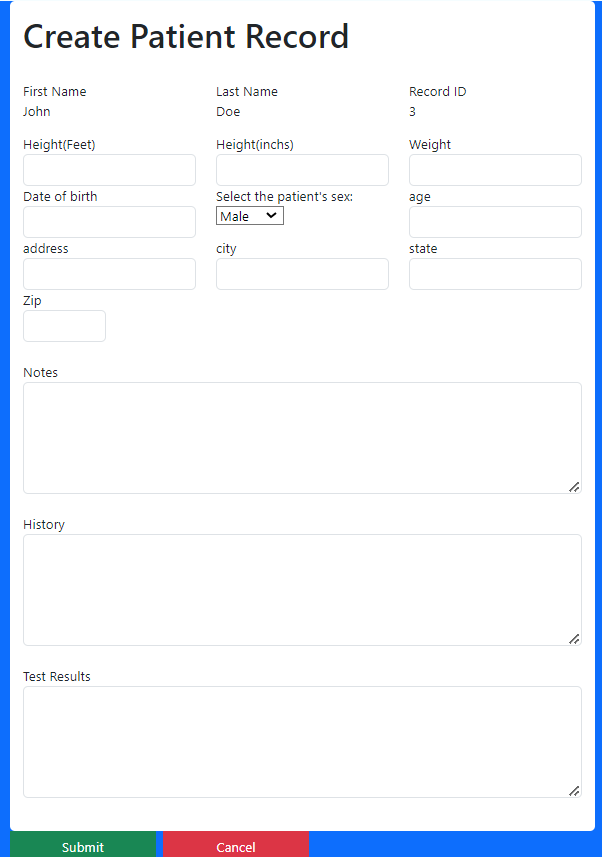 Create Patient Record
First Name Last Name Record ID
John Doe 3
Height(Feet) Height(inchs) Weight
Date of birth Select the patient's sex: age
Male
address city state
Zip
Notes
History
Test Results
Submit Cancel